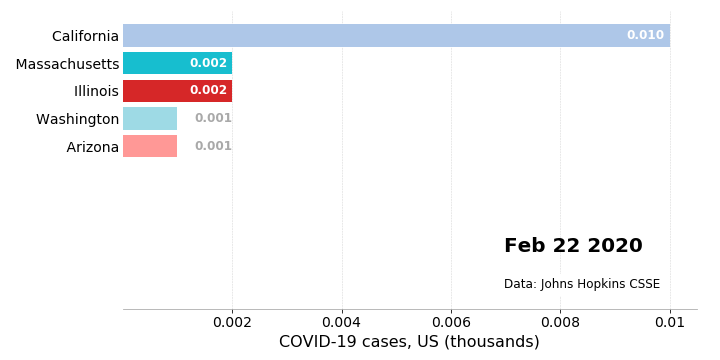 California 0.010
Massachusetts 0.002
Illinois 0.002
Washington 0.001
Arizona 0.001
Feb 22 2020
Data: Johns Hopkins CSSE
0.002 0.004 0.006 0.008 0.01
COVID-19 cases, US (thousands)